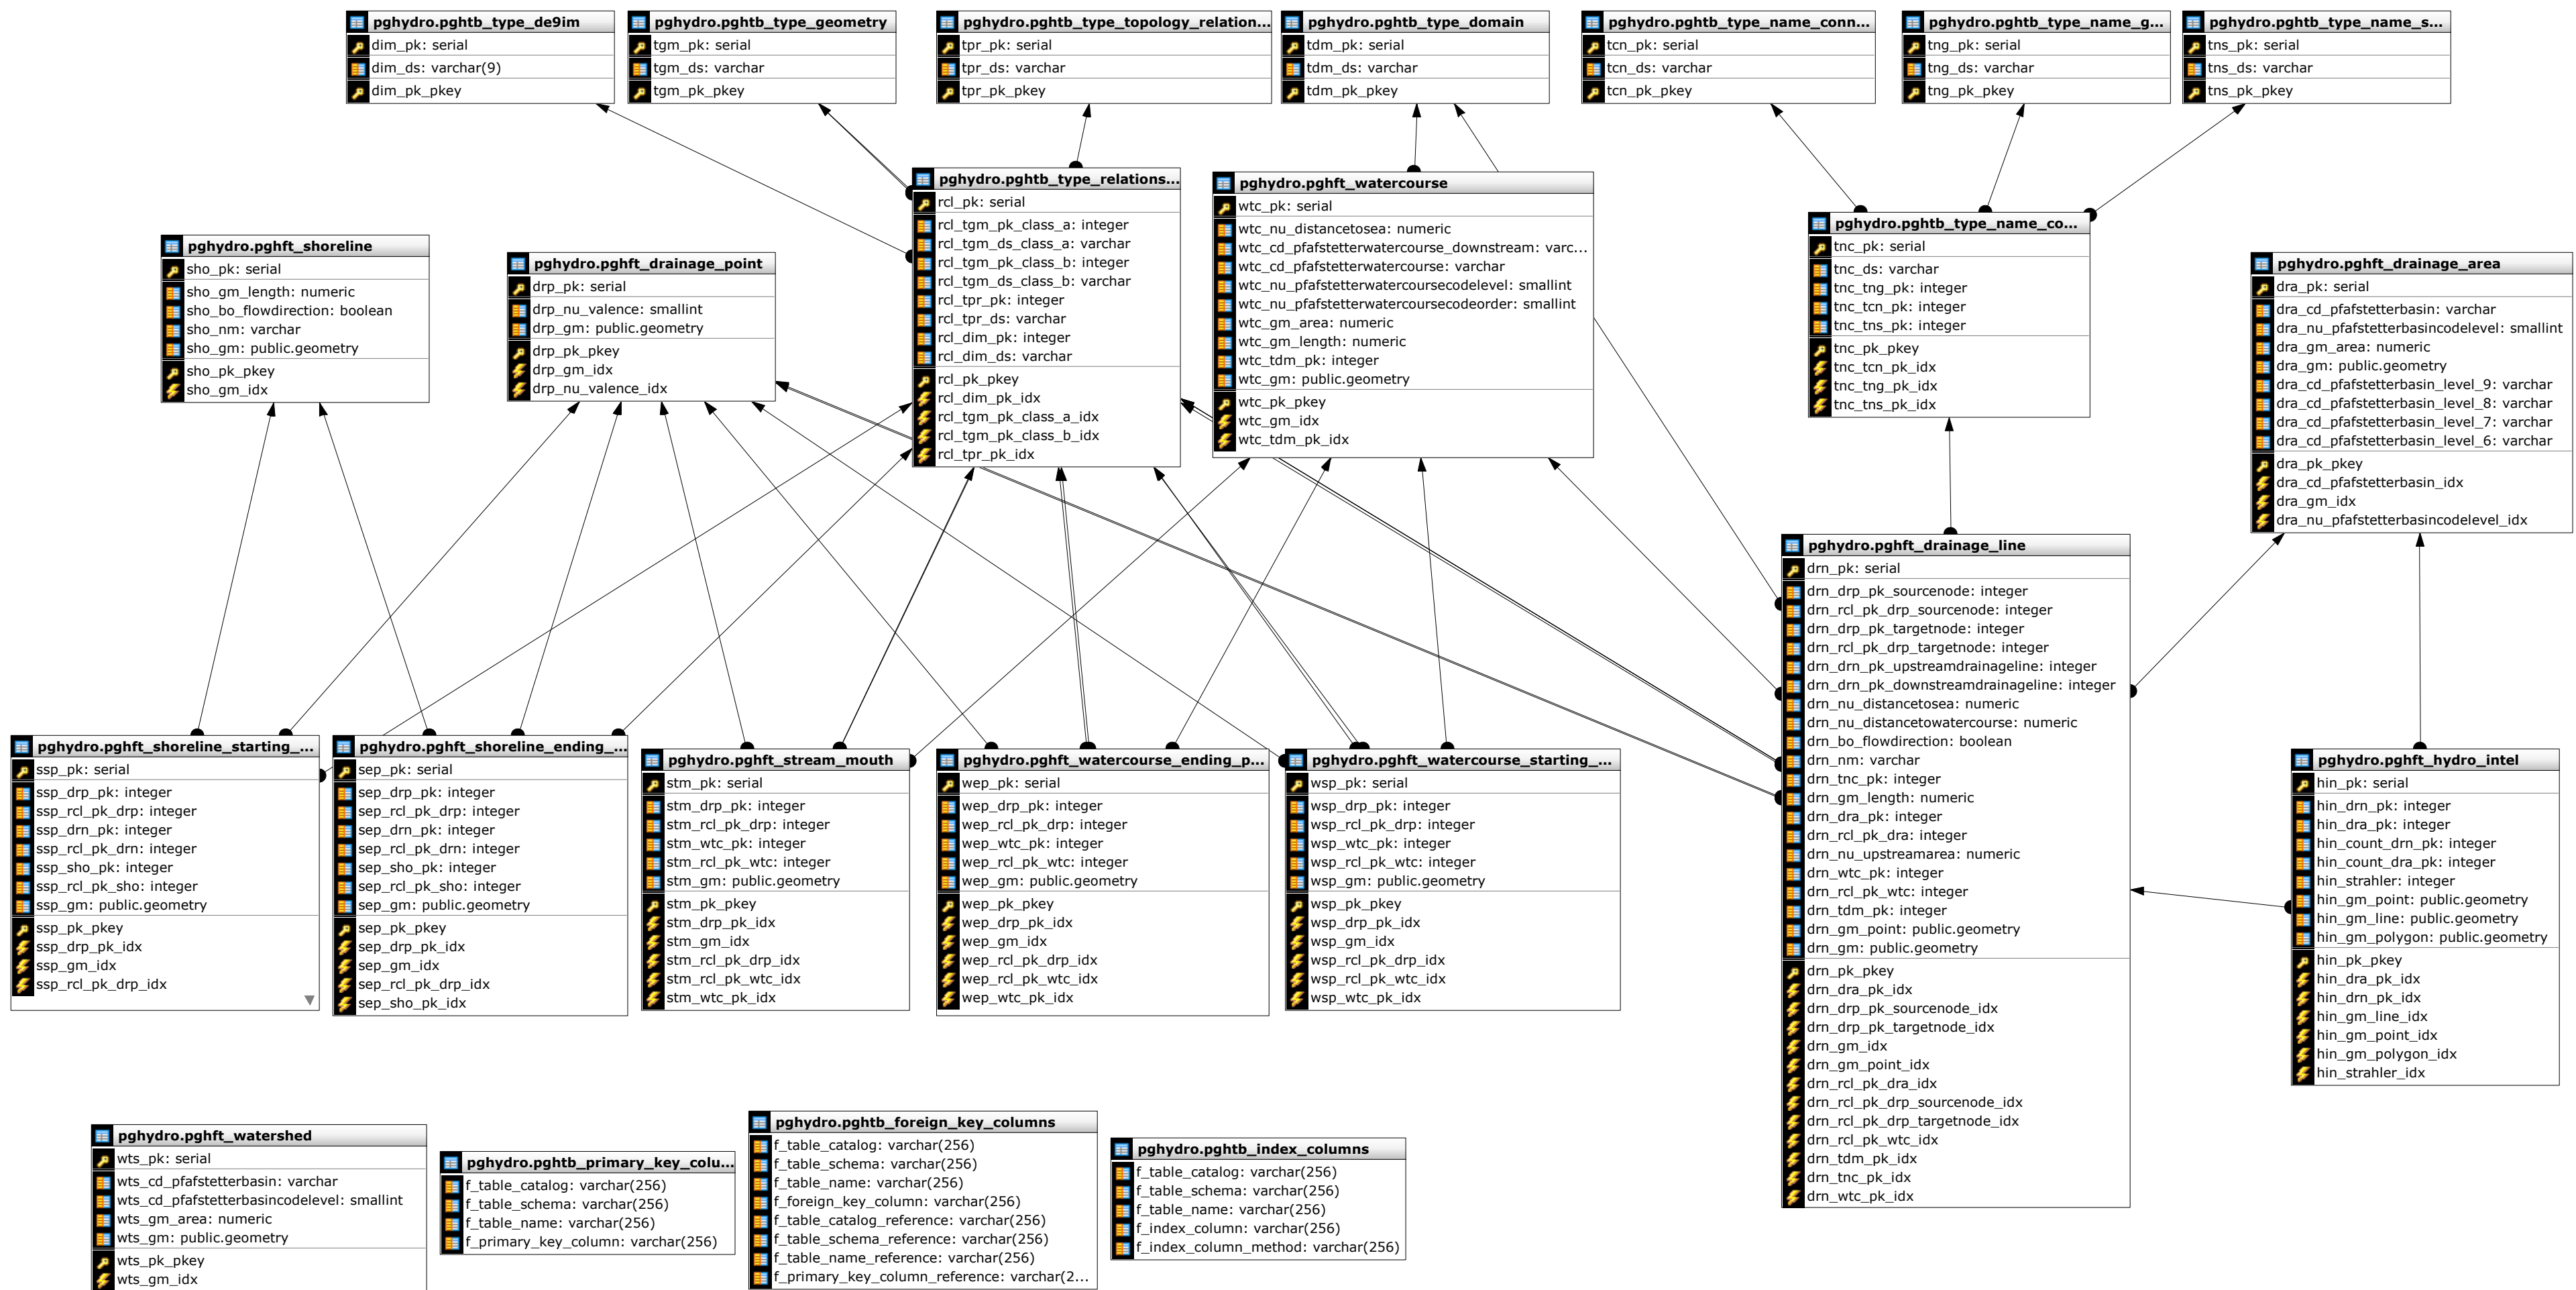 pghydro.pghtb_type_de9im
dim_pk: serial
dim_ds: varchar(9)
dim_pk_pkey
pghydro.pghtb_type_geometry
tgm_pk: serial
tgm_ds: varchar
tgm_pk_pkey
pghydro.pghtb_type_topology_relation...
tpr_pk: serial
tpr_ds: varchar
tpr_pk_pkey
pghydro.pghtb_type_domain
tdm_pk: serial
tdm_ds: varchar
tdm_pk_pkey
pghydro.pghtb_type_name_conn...
tcn_pk: serial
tcn_ds: varchar
tcn_pk_pkey
pghydro.pghtb_type_name_g...
tng_pk: serial
tng_ds: varchar
tng_pk_pkey
pghydro.pghtb_type_name_s...
tns_pk: serial
tns_ds: varchar
tns_pk_pkey
pghydro.pghft_shoreline
sho_pk: serial
sho_gm_length: numeric
sho_bo_flowdirection: boolean
sho_nm: varchar
sho_gm: public.geometry
sho_pk_pkey
sho_gm_idx
pghydro.pghft_drainage_point
drp_pk: serial
drp_nu_valence: smallint
drp_gm: public.geometry
drp_pk_pkey
drp_gm_idx
drp_nu_valence_idx
pghydro.pghtb_type_relations...
rcl_pk: serial
rcl_tgm_pk_class_a: integer
rcl_tgm_ds_class_a: varchar
rcl_tgm_pk_class_b: integer
rcl_tgm_ds_class_b: varchar
rcl_tpr_pk: integer
rcl_tpr_ds: varchar
rcl_dim_pk: integer
rcl_dim_ds: varchar
rcl_pk_pkey
rcl_dim_pk_idx
rcl_tgm_pk_class_a_idx
rcl_tgm_pk_class_b_idx
rcl_tpr_pk_idx
pghydro.pghft_watercourse
wtc_pk: serial
wtc_nu_distancetosea: numeric
wtc_cd_pfafstetterwatercourse_downstream: varc...
wtc_cd_pfafstetterwatercourse: varchar
wtc_nu_pfafstetterwatercoursecodelevel: smallint
wtc_nu_pfafstetterwatercoursecodeorder: smallint
wtc_gm_area: numeric
wtc_gm_length: numeric
wtc_tdm_pk: integer
wtc_gm: public.geometry
wtc_pk_pkey
wtc_gm_idx
wtc_tdm_pk_idx
pghydro.pghtb_type_name_co...
tnc_pk: serial
tnc_ds: varchar
tnc_tng_pk: integer
tnc_tcn_pk: integer
tnc_tns_pk: integer
tnc_pk_pkey
tnc_tcn_pk_idx
tnc_tng_pk_idx
tnc_tns_pk_idx
pghydro.pghft_drainage_area
dra_pk: serial
dra_cd_pfafstetterbasin: varchar
dra_nu_pfafstetterbasincodelevel: smallint
dra_gm_area: numeric
dra_gm: public.geometry
dra_cd_pfafstetterbasin_level_9: varchar
dra_cd_pfafstetterbasin_level_8: varchar
dra_cd_pfafstetterbasin_level_7: varchar
dra_cd_pfafstetterbasin_level_6: varchar
dra_pk_pkey
dra_cd_pfafstetterbasin_idx
dra_gm_idx
dra_nu_pfafstetterbasincodelevel_idx
pghydro.pghft_shoreline_starting_...
ssp_pk: serial
ssp_drp_pk: integer
ssp_rcl_pk_drp: integer
ssp_drn_pk: integer
ssp_rcl_pk_drn: integer
ssp_sho_pk: integer
ssp_rcl_pk_sho: integer
ssp_gm: public.geometry
ssp_pk_pkey
ssp_drp_pk_idx
ssp_gm_idx
ssp_rcl_pk_drp_idx
pghydro.pghft_shoreline_ending_...
sep_pk: serial
sep_drp_pk: integer
sep_rcl_pk_drp: integer
sep_drn_pk: integer
sep_rcl_pk_drn: integer
sep_sho_pk: integer
sep_rcl_pk_sho: integer
sep_gm: public.geometry
sep_pk_pkey
sep_drp_pk_idx
sep_gm_idx
sep_rcl_pk_drp_idx
sep_sho_pk_idx
pghydro.pghft_stream_mouth
stm_pk: serial
stm_drp_pk: integer
stm_rcl_pk_drp: integer
stm_wtc_pk: integer
stm_rcl_pk_wtc: integer
stm_gm: public.geometry
stm_pk_pkey
stm_drp_pk_idx
stm_gm_idx
stm_rcl_pk_drp_idx
stm_rcl_pk_wtc_idx
stm_wtc_pk_idx
pghydro.pghft_watercourse_ending_p...
wep_pk: serial
wep_drp_pk: integer
wep_rcl_pk_drp: integer
wep_wtc_pk: integer
wep_rcl_pk_wtc: integer
wep_gm: public.geometry
wep_pk_pkey
wep_drp_pk_idx
wep_gm_idx
wep_rcl_pk_drp_idx
wep_rcl_pk_wtc_idx
wep_wtc_pk_idx
pghydro.pghft_watercourse_starting_...
wsp_pk: serial
wsp_drp_pk: integer
wsp_rcl_pk_drp: integer
wsp_wtc_pk: integer
wsp_rcl_pk_wtc: integer
wsp_gm: public.geometry
wsp_pk_pkey
wsp_drp_pk_idx
wsp_gm_idx
wsp_rcl_pk_drp_idx
wsp_rcl_pk_wtc_idx
wsp_wtc_pk_idx
pghydro.pghft_drainage_line
drn_pk: serial
drn_drp_pk_sourcenode: integer
drn_rcl_pk_drp_sourcenode: integer
drn_drp_pk_targetnode: integer
drn_rcl_pk_drp_targetnode: integer
drn_drn_pk_upstreamdrainageline: integer
drn_drn_pk_downstreamdrainageline: integer
drn_nu_distancetosea: numeric
drn_nu_distancetowatercourse: numeric
drn_bo_flowdirection: boolean
drn_nm: varchar
drn_tnc_pk: integer
drn_gm_length: numeric
drn_dra_pk: integer
drn_rcl_pk_dra: integer
drn_nu_upstreamarea: numeric
drn_wtc_pk: integer
drn_rcl_pk_wtc: integer
drn_tdm_pk: integer
drn_gm_point: public.geometry
drn_gm: public.geometry
drn_pk_pkey
drn_dra_pk_idx
drn_drp_pk_sourcenode_idx
drn_drp_pk_targetnode_idx
drn_gm_idx
drn_gm_point_idx
drn_rcl_pk_dra_idx
drn_rcl_pk_drp_sourcenode_idx
drn_rcl_pk_drp_targetnode_idx
drn_rcl_pk_wtc_idx
drn_tdm_pk_idx
drn_tnc_pk_idx
drn_wtc_pk_idx
pghydro.pghft_hydro_intel
hin_pk: serial
hin_drn_pk: integer
hin_dra_pk: integer
hin_count_drn_pk: integer
hin_count_dra_pk: integer
hin_strahler: integer
hin_gm_point: public.geometry
hin_gm_line: public.geometry
hin_gm_polygon: public.geometry
hin_pk_pkey
hin_dra_pk_idx
hin_drn_pk_idx
hin_gm_line_idx
hin_gm_point_idx
hin_gm_polygon_idx
hin_strahler_idx
pghydro.pghft_watershed
wts_pk: serial
wts_cd_pfafstetterbasin: varchar
wts_cd_pfafstetterbasincodelevel: smallint
wts_gm_area: numeric
wts_gm: public.geometry
wts_pk_pkey
wts_gm_idx
pghydro.pghtb_primary_key_colu...
f_table_catalog: varchar(256)
f_table_schema: varchar(256)
f_table_name: varchar(256)
f_primary_key_column: varchar(256)
pghydro.pghtb_foreign_key_columns
f_table_catalog: varchar(256)
f_table_schema: varchar(256)
f_table_name: varchar(256)
f_foreign_key_column: varchar(256)
f_table_catalog_reference: varchar(256)
f_table_schema_reference: varchar(256)
f_table_name_reference: varchar(256)
f_primary_key_column_reference: varchar(2...
pghydro.pghtb_index_columns
f_table_catalog: varchar(256)
f_table_schema: varchar(256)
f_table_name: varchar(256)
f_index_column: varchar(256)
f_index_column_method: varchar(256)